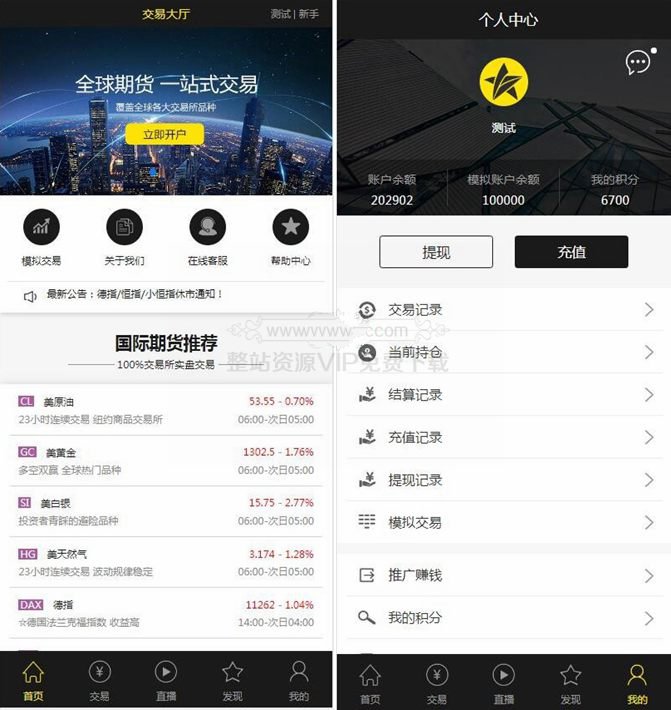 交易大厅
测试 | 新手
全球期货 一站式交易
覆盖全球各大交易所品种
立即开户
模拟交易
关于我们
在线客服
帮助中心
最新公告：德指/恒指/小恒指休市通知！
国际期货推荐
100%交易所实盘交易
CL 美原油 53.55 - 0.70%
23小时连续交易 纽约商品交易所 06:00-次日05:00
GC 美黄金 1302.5 - 1.76%
多空双赢 全球热门品种 06:00-次日05:00
SI 美白银 15.75 - 2.77%
投资者青睬的避险品种 06:00-次日05:00
HG 美天然气 3.174 - 1.28%
23小时连续交易 波动规律稳定 06:00-次日05:00
DAX 德指 11262 - 1.04%
☆德国法兰克福指数 收益高 14:00-次日04:00
首页
交易
直播
发现
我的
个人中心
测试
账户余额
模拟账户余额
我的积分
202902
100000
6700
提现
充值
交易记录
当前持仓
结算记录
充值记录
提现记录
模拟交易
推广赚钱
我的积分
首页
交易
直播
发现
我的
整站资源VIP免费下载